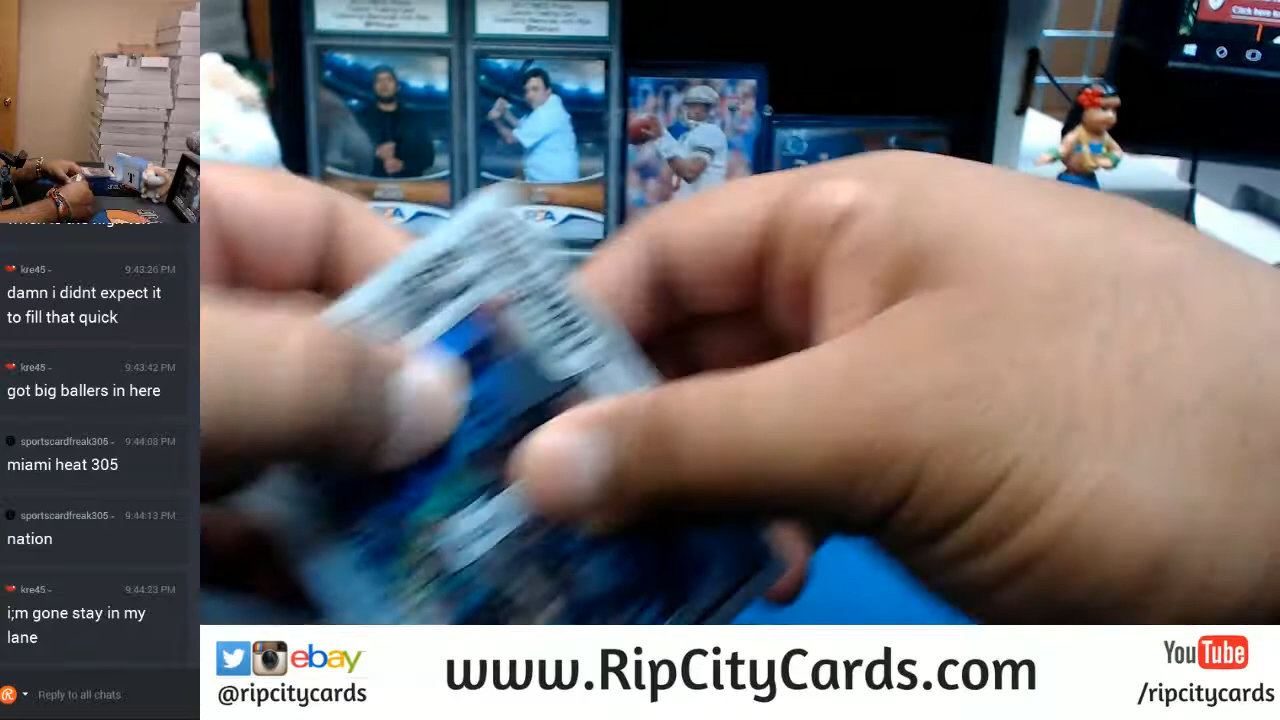 kre45 - 9:43:26 PM
damn i didnt expect it
to fill that quick
kre45 - 9:43:42 PM
got big ballers in here
sportscardfreak305 - 9:44:08 PM
miami heat 305
sportscardfreak305 - 9:44:13 PM
nation
kre45 - 9:44:23 PM
i;m gone stay in my
lane
Reply to all chats
Click here to
ebay
@ripcitycards
www.RipCityCards.com
YouTube
/ripcitycards